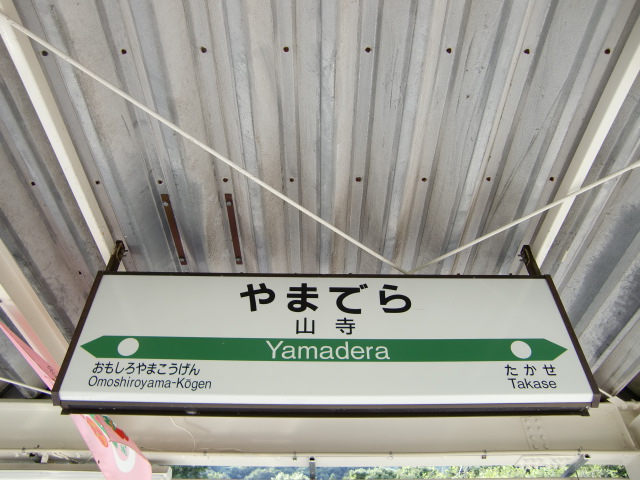 やまでら
山寺
Yamadera
おもしろやまこうげん
Omoshiroyama-Kōgen
たかせ
Takase